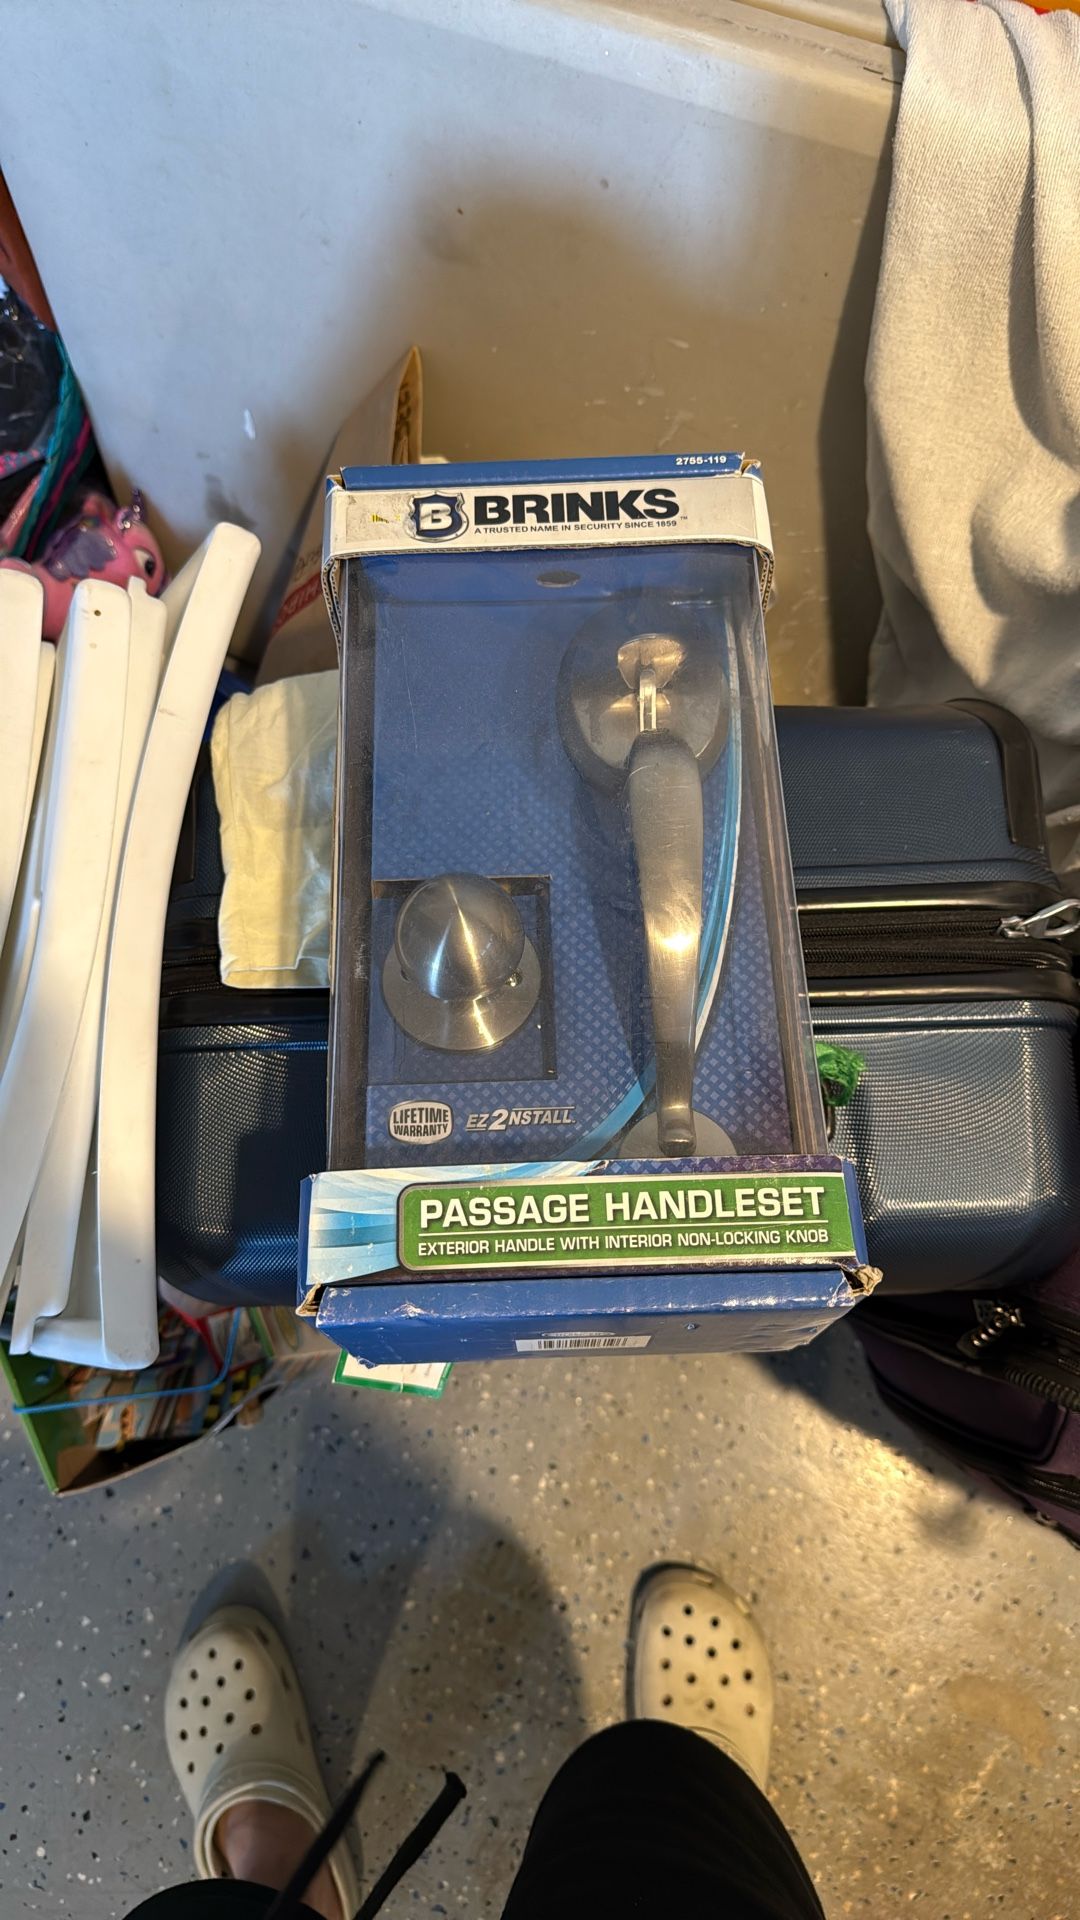 2755-119
B BRINKS™
A TRUSTED NAME IN SECURITY SINCE 1859
LIFETIME
WARRANTY
EZ2NSTALL
PASSAGE HANDLESET
EXTERIOR HANDLE WITH INTERIOR NON-LOCKING KNOB